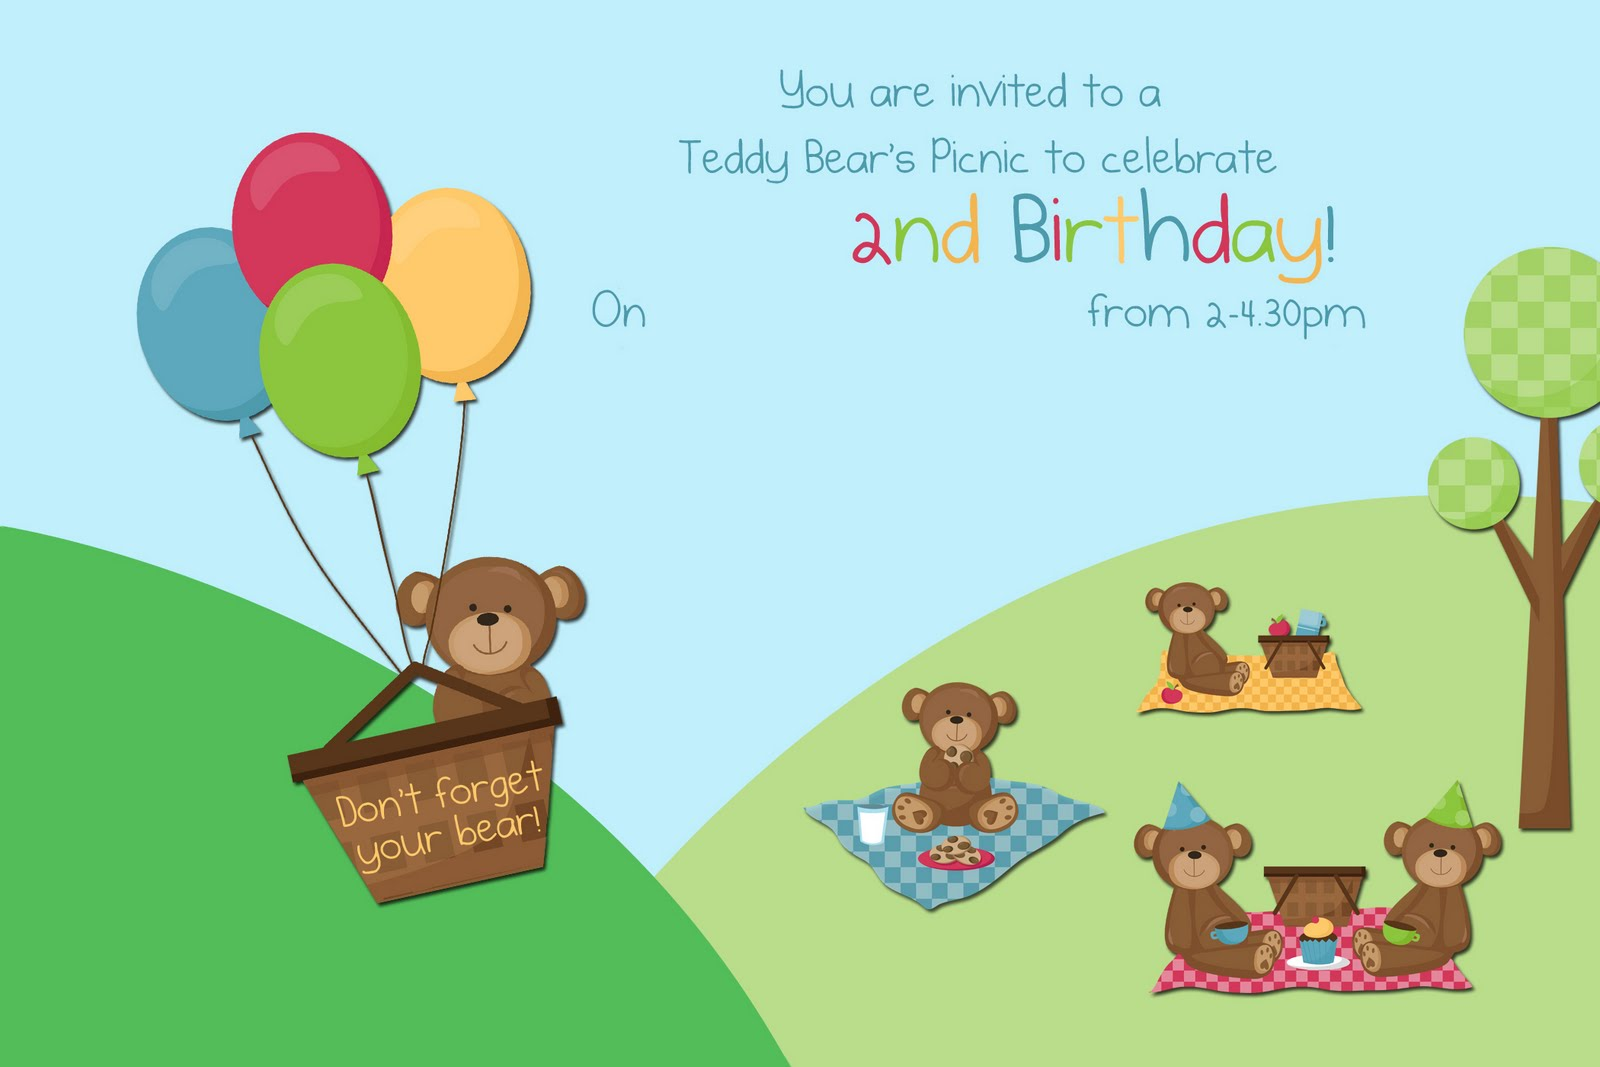 You are invited to a
Teddy Bear's Picnic to celebrate
2nd Birthday!
On from 2-4.30pm
Don't forget
your bear!